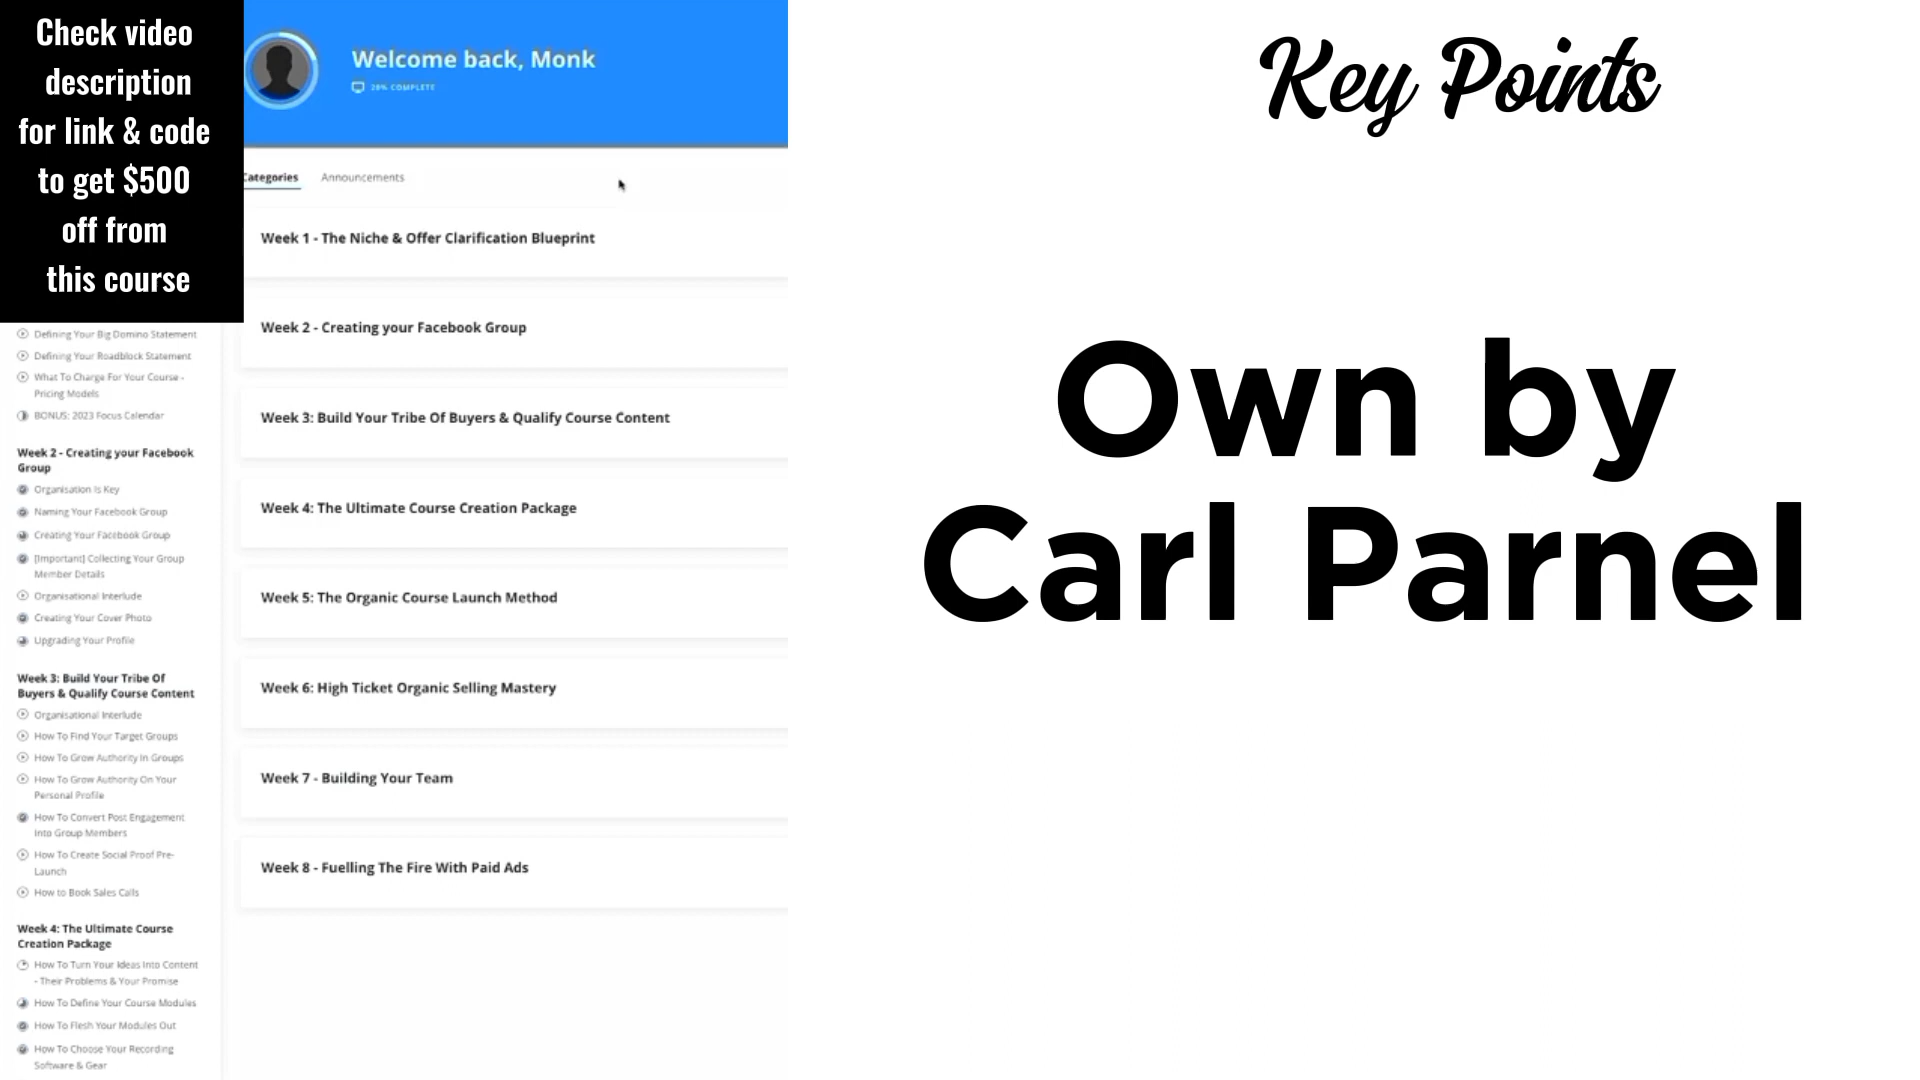 Check video
description
for link & code
to get $500
off from
this course
Defining Your Big Domino Statement
Defining Your Roadblock Statement
What To Charge For Your Course -
Pricing Models
BONUS: 2023 Focus Calendar
Week 2 - Creating your Facebook
Group
Organisation Is Key
Naming Your Facebook Group
Creating Your Facebook Group
[Important] Collecting Your Group
Member Details
Organisational Interlude
Creating Your Cover Photo
Upgrading Your Profile
Week 3: Build Your Tribe Of
Buyers & Qualify Course Content
Organisational Interlude
How To Find Your Target Groups
How To Grow Authority In Groups
How To Grow Authority On Your
Personal Profile
How To Convert Post Engagement
Into Group Members
How To Create Social Proof Pre-
Launch
How to Book Sales Calls
Week 4: The Ultimate Course
Creation Package
How To Turn Your Ideas Into Content
- Their Problems & Your Promise
How To Define Your Course Modules
How To Flesh Your Modules Out
How To Choose Your Recording
Software & Gear
Welcome back, Monk
20% COMPLETE
Categories Announcements
Week 1 - The Niche & Offer Clarification Blueprint
Week 2 - Creating your Facebook Group
Week 3: Build Your Tribe Of Buyers & Qualify Course Content
Week 4: The Ultimate Course Creation Package
Week 5: The Organic Course Launch Method
Week 6: High Ticket Organic Selling Mastery
Week 7 - Building Your Team
Week 8 - Fuelling The Fire With Paid Ads
Key Points
Own by
Carl Parnel